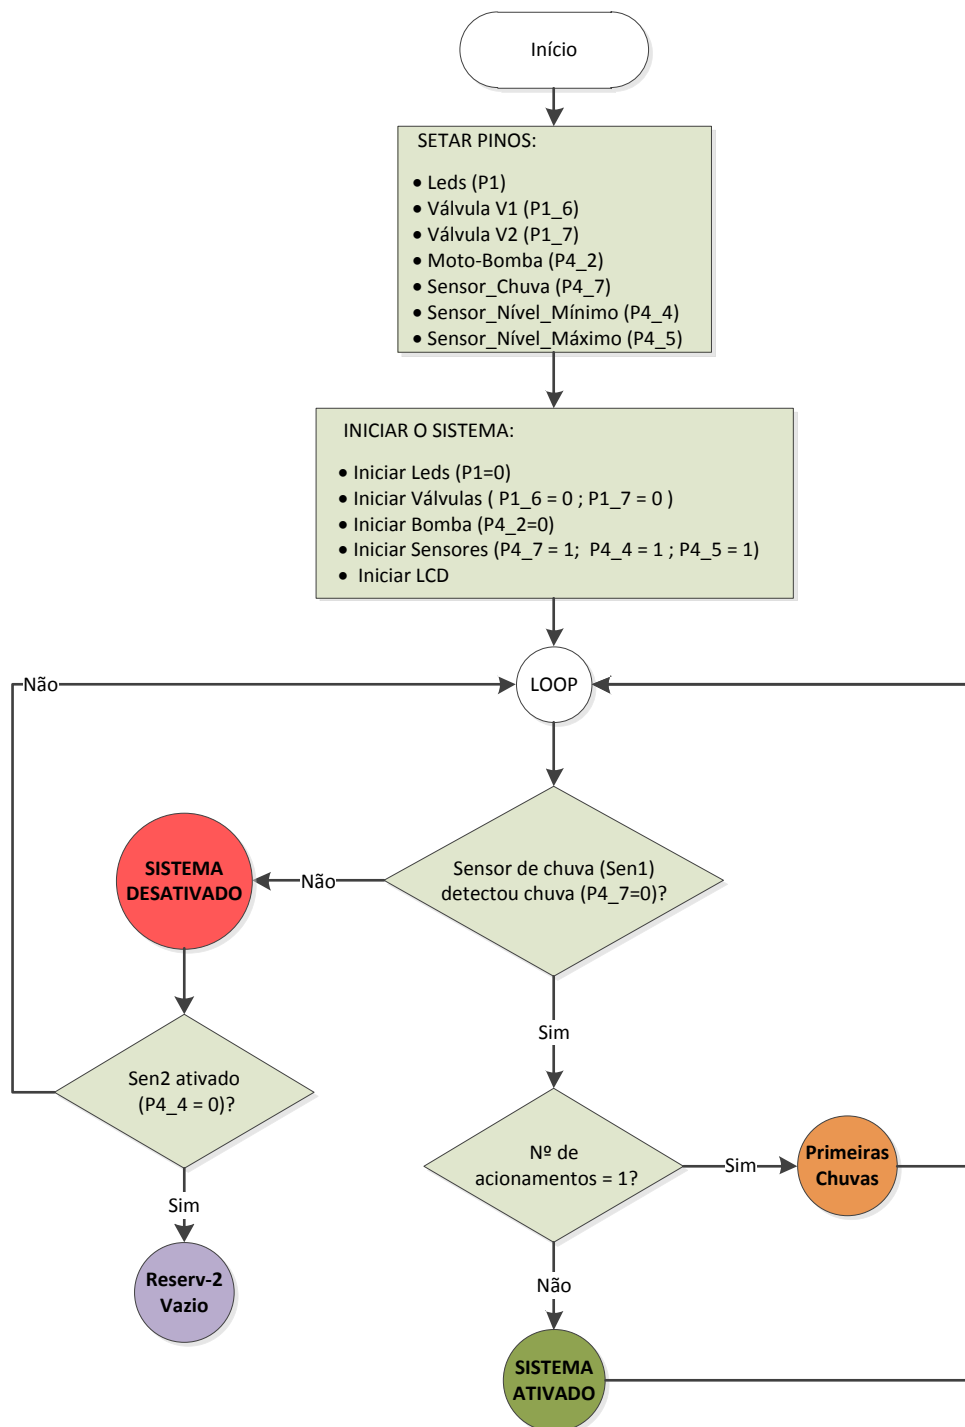 Início
SETAR PINOS:
• Leds (P1)
• Válvula V1 (P1_6)
• Válvula V2 (P1_7)
• Moto-Bomba (P4_2)
• Sensor_Chuva (P4_7)
• Sensor_Nível_Mínimo (P4_4)
• Sensor_Nível_Máximo (P4_5)
INICIAR O SISTEMA:
• Iniciar Leds (P1=0)
• Iniciar Válvulas ( P1_6 = 0 ; P1_7 = 0 )
• Iniciar Bomba (P4_2=0)
• Iniciar Sensores (P4_7 = 1; P4_4 = 1 ; P4_5 = 1)
• Iniciar LCD
Não
LOOP
Sensor de chuva (Sen1)
detectou chuva (P4_7=0)?
Não
SISTEMA
DESATIVADO
Sim
Sen2 ativado
(P4_4 = 0)?
Nº de
acionamentos = 1?
Sim
Primeiras
Chuvas
Sim
Reserv-2
Vazio
Não
SISTEMA
ATIVADO